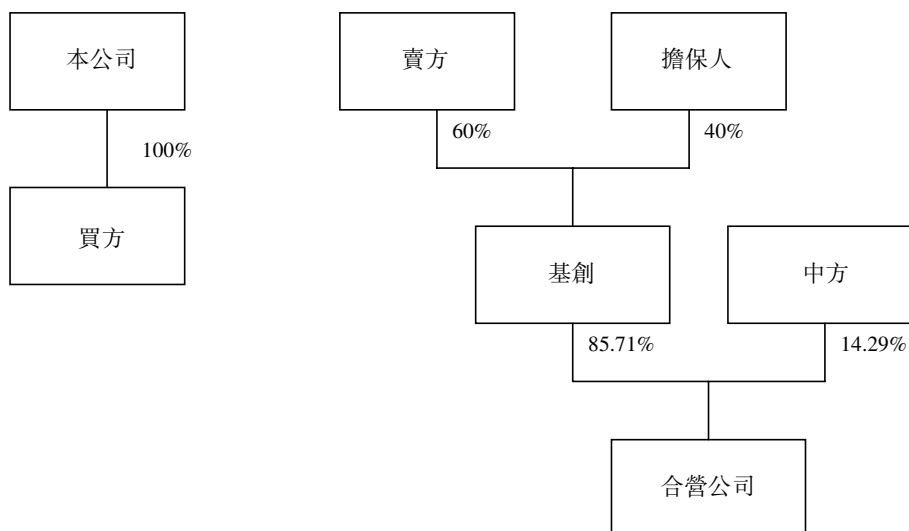 本公司
賣方
擔保人
100%
60%
40%
買方
基創
中方
85.71%
14.29%
合營公司